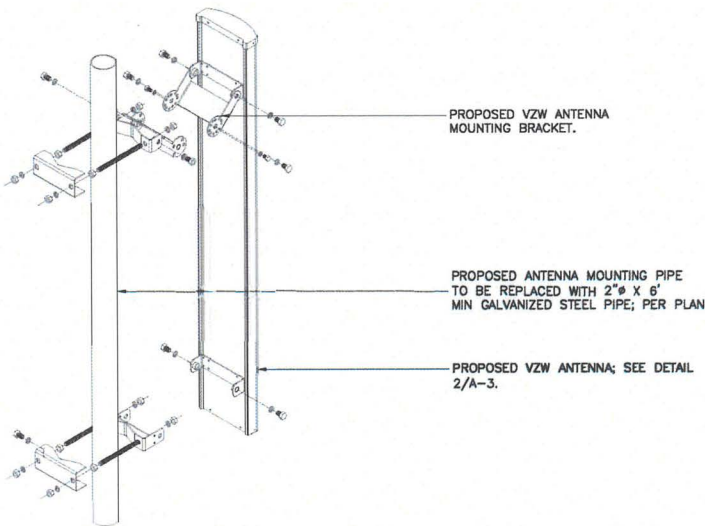 PROPOSED VZW ANTENNA
MOUNTING BRACKET.
PROPOSED ANTENNA MOUNTING PIPE
TO BE REPLACED WITH 2"ø X 6'
MIN GALVANIZED STEEL PIPE; PER PLAN
PROPOSED VZW ANTENNA; SEE DETAIL
2/A-3.